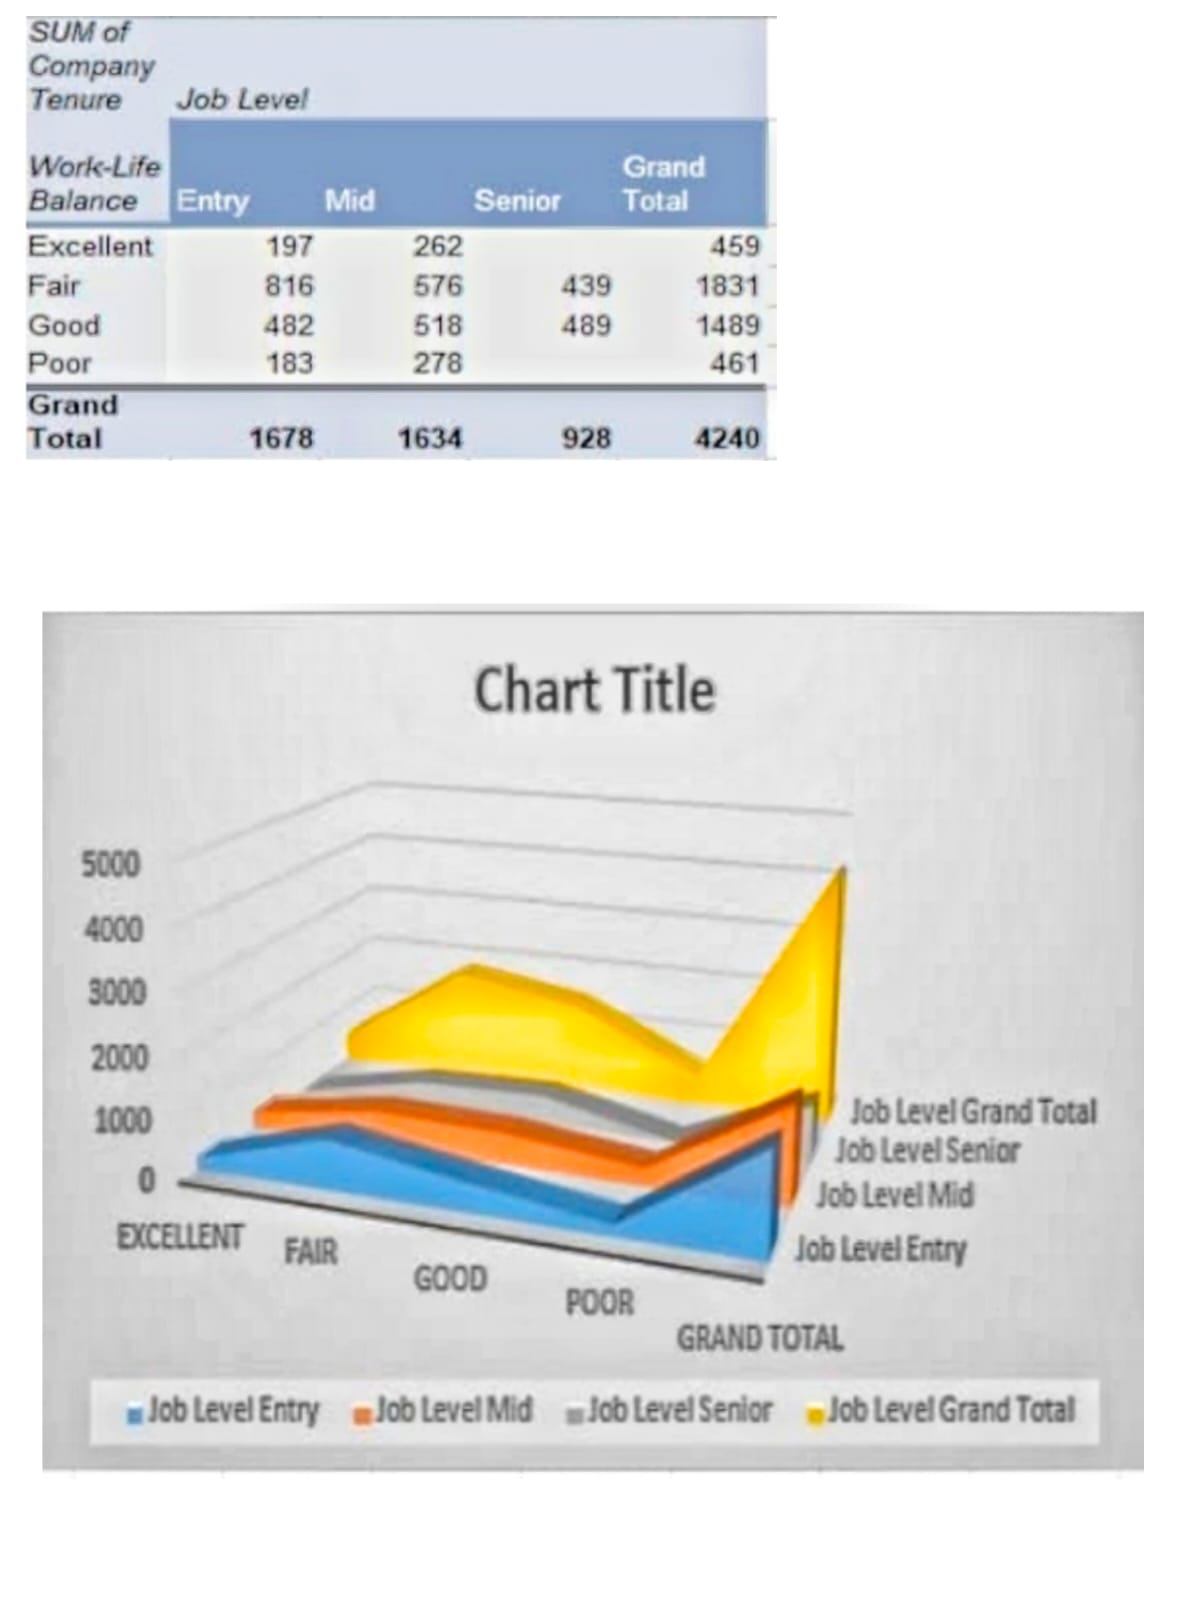 SUM of
Company
Tenure Job Level
Work-Life Grand
Balance Entry Mid Senior Total
Excellent 197 262 459
Fair 816 576 439 1831
Good 482 518 489 1489
Poor 183 278 461
Grand
Total 1678 1634 928 4240
Chart Title
5000
4000
3000
2000
1000
0
EXCELLENT
FAIR
GOOD
POOR
GRAND TOTAL
Job Level Grand Total
Job Level Senior
Job Level Mid
Job Level Entry
Job Level Entry Job Level Mid Job Level Senior Job Level Grand Total